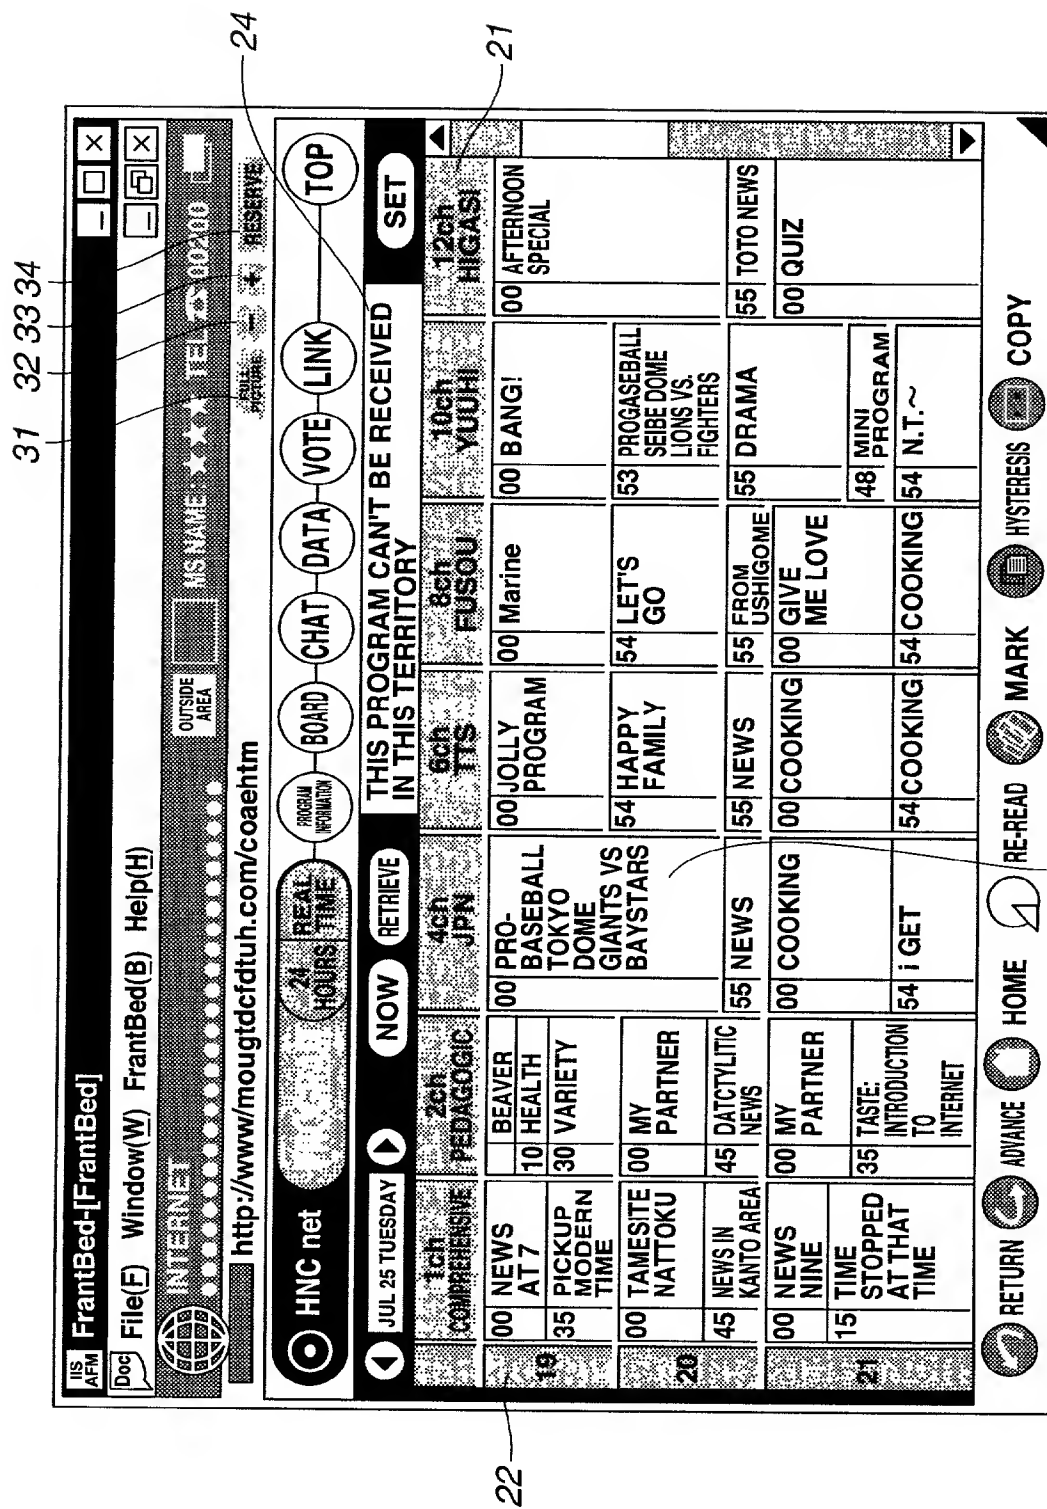 31
32
33
34
24
21
22
IIS
AFM
FrantBed-[FrantBed]
Doc
File(F) Window(W) FrantBed(B) Help(H)
INTERNET
OUTSIDE
AREA
MS NAME: ★ ★ ★ TEL
00200
http://www/mougtdcfdtuh.com/coaehtm
FULL
PICTURE
−
+
RESERVE
HNC net
24
HOURS
REAL
TIME
PROGRAM
INFORMATION
BOARD
CHAT
DATA
VOTE
LINK
TOP
JUL 25 TUESDAY
NOW
RETRIEVE
THIS PROGRAM CAN'T BE RECEIVED
IN THIS TERRITORY
SET
1ch
COMPREHENSIVE
2ch
PEDAGOGIC
4ch
JPN
6ch
TTS
8ch
FUSOU
10ch
YUUHI
12ch
HIGASI
19
00 NEWS
AT 7
35 PICKUP
MODERN
TIME
BEAVER
10 HEALTH
30 VARIETY
00 PRO-
BASEBALL
TOKYO
DOME
GIANTS VS
BAYSTARS
00 JOLLY
PROGRAM
00 Marine
00 BANG!
00 AFTERNOON
SPECIAL
20
00 TAMESITE
NATTOKU
45 NEWS IN
KANTO AREA
00 MY
PARTNER
45 DATCTYLITIC
NEWS
55 NEWS
54 HAPPY
FAMILY
55 NEWS
54 LET'S
GO
55 FROM
USHIGOME
53 PROGASEBALL
SEIBE DOME
LIONS VS.
FIGHTERS
55 DRAMA
55 TOTO NEWS
21
00 NEWS
NINE
15 TIME
STOPPED
AT THAT
TIME
00 MY
PARTNER
35 TASTE:
INTRODUCTION
TO
INTERNET
00 COOKING
54 i GET
00 COOKING
54 COOKING
00 GIVE
ME LOVE
54 COOKING
48 MINI
PROGRAM
54 N.T.~
00 QUIZ
RETURN
ADVANCE
HOME
RE-READ
MARK
HYSTERESIS
COPY